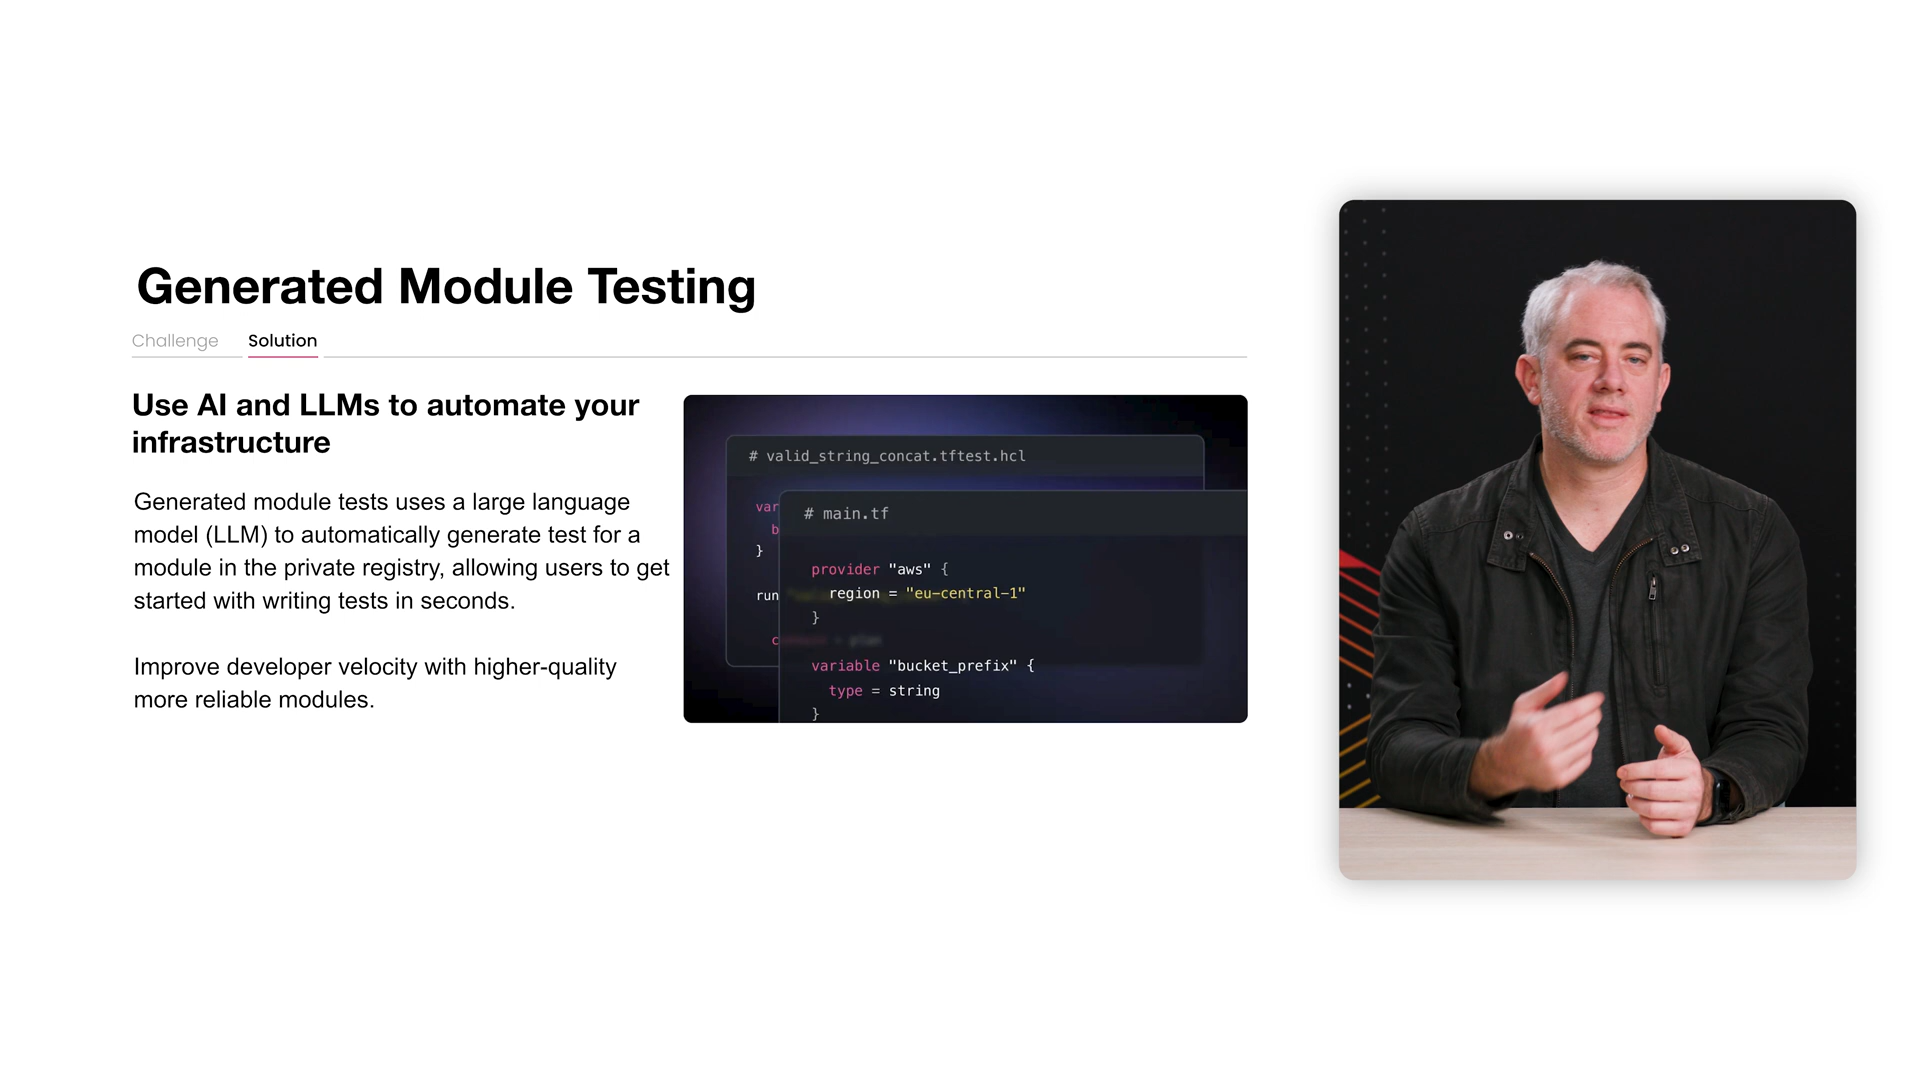 Generated Module Testing
Challenge Solution
Use AI and LLMs to automate your
infrastructure
Generated module tests uses a large language
model (LLM) to automatically generate test for a
module in the private registry, allowing users to get
started with writing tests in seconds.
Improve developer velocity with higher-quality
more reliable modules.
# valid_string_concat.tftest.hcl
var
b
}
run
c
# main.tf
provider "aws" {
region = "eu-central-1"
}
variable "bucket_prefix" {
type = string
}